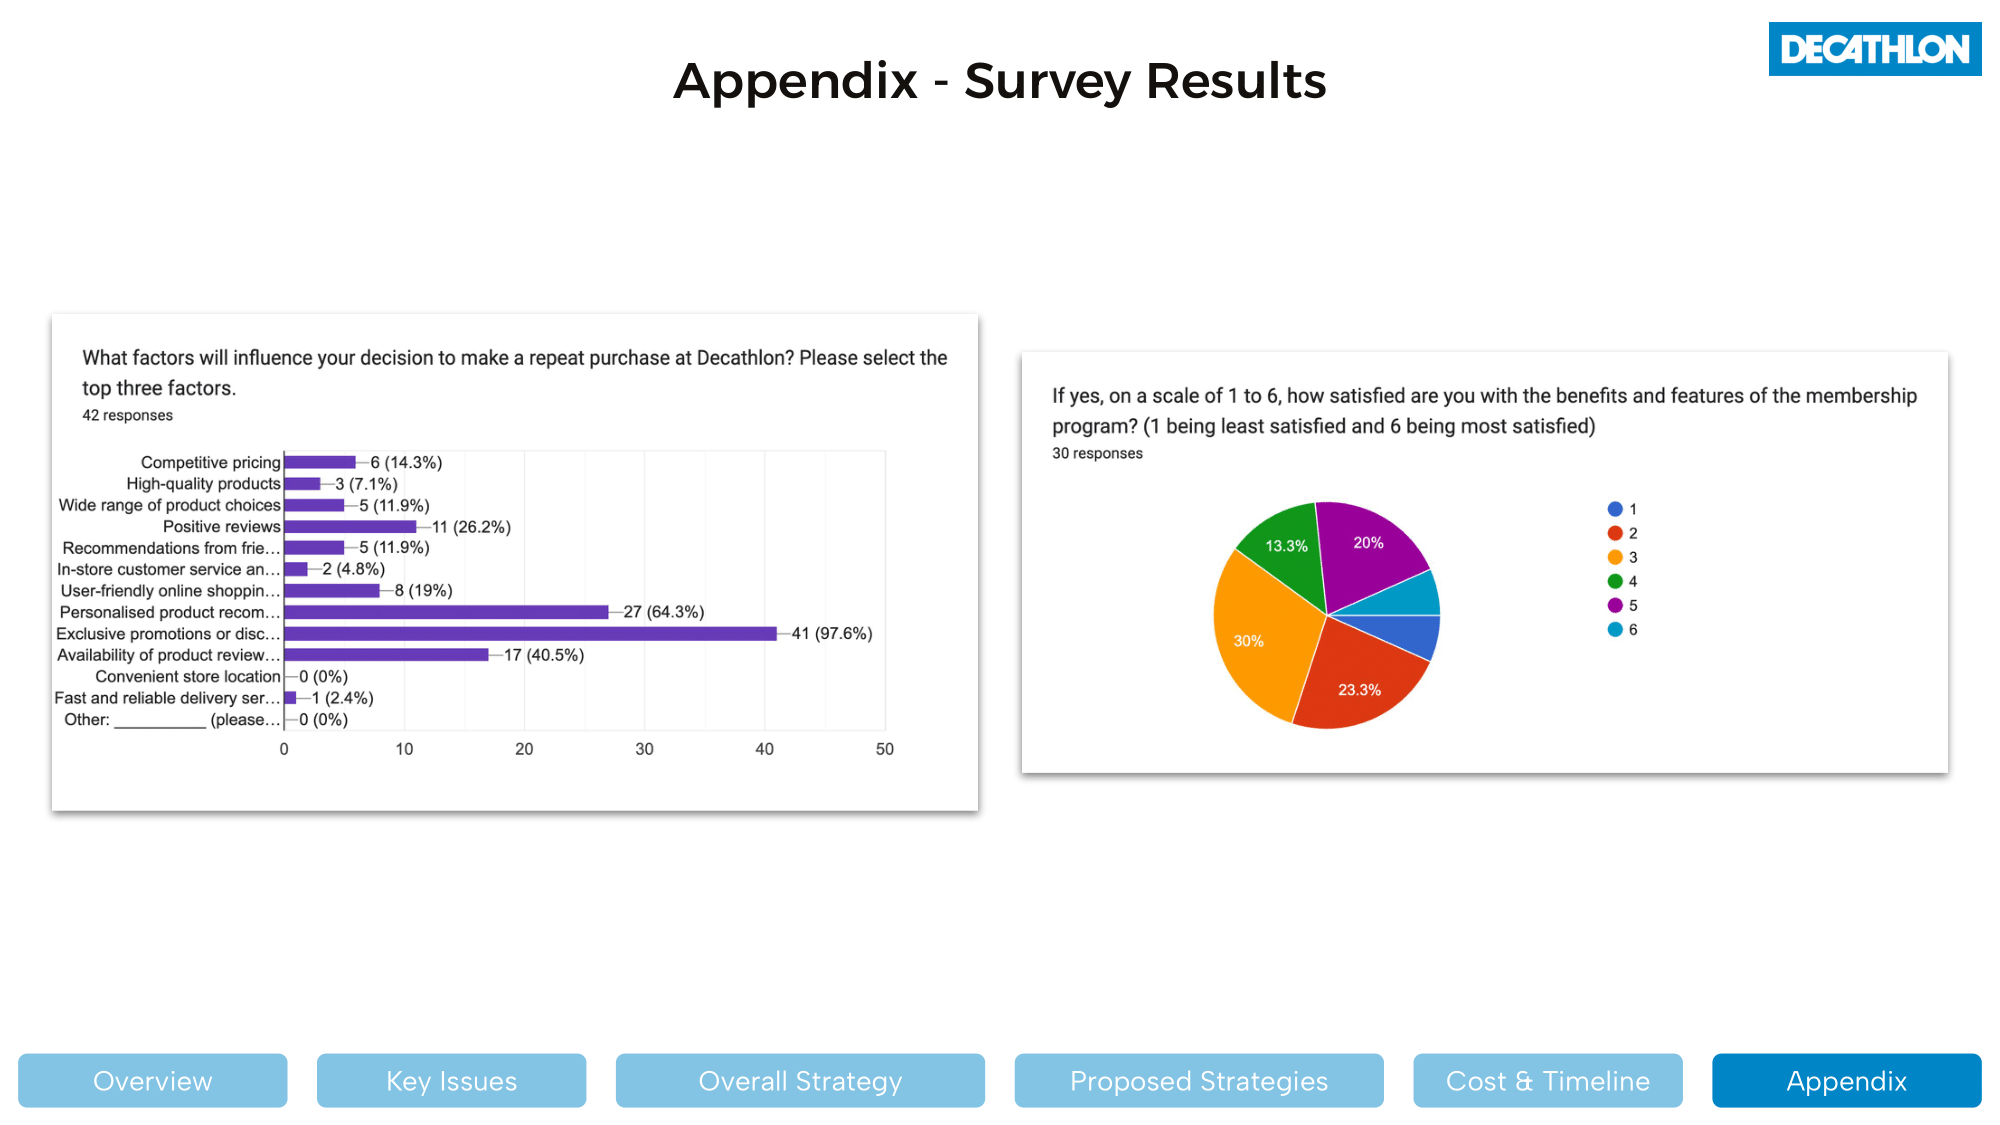 DECATHLON
Appendix - Survey Results
What factors will influence your decision to make a repeat purchase at Decathlon? Please select the
top three factors.
42 responses
Competitive pricing 6 (14.3%)
High-quality products 3 (7.1%)
Wide range of product choices 5 (11.9%)
Positive reviews 11 (26.2%)
Recommendations from frie... 5 (11.9%)
In-store customer service an... 2 (4.8%)
User-friendly online shoppin... 8 (19%)
Personalised product recom... 27 (64.3%)
Exclusive promotions or disc... 41 (97.6%)
Availability of product review... 17 (40.5%)
Convenient store location 0 (0%)
Fast and reliable delivery ser... 1 (2.4%)
Other: __________ (please... 0 (0%)
0 10 20 30 40 50
If yes, on a scale of 1 to 6, how satisfied are you with the benefits and features of the membership
program? (1 being least satisfied and 6 being most satisfied)
30 responses
13.3%
20%
30%
23.3%
1
2
3
4
5
6
Overview
Key Issues
Overall Strategy
Proposed Strategies
Cost & Timeline
Appendix